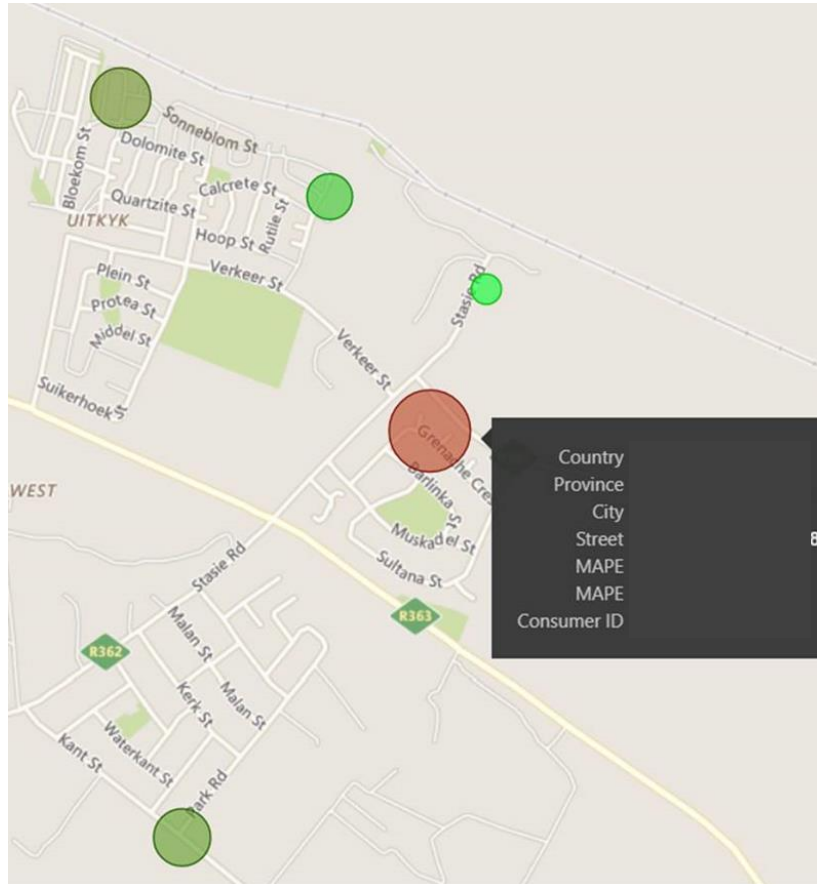 Sonneblom St
Dolomite St
Bloekom St
Calcrete St
Quartzite St
Rutile St
UITKYK
Hoop St
Verkeer St
Plein St
Protea St
Middel St
Stasie Rd
Verkeer St
Suikerhoek St
Grenache Cres
Barlinka St
WEST
Muskadel St
Sultana St
Stasie Rd
R363
Malan St
R362
Kerk St
Malan St
Waterkant St
Kant St
Park Rd
Country
Province
City
Street 8
MAPE
MAPE
Consumer ID